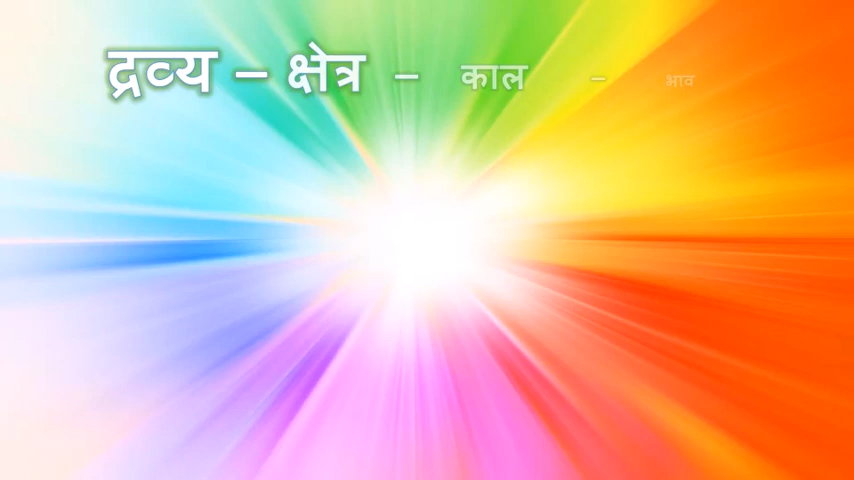 द्रव्य – क्षेत्र – काल - भाव